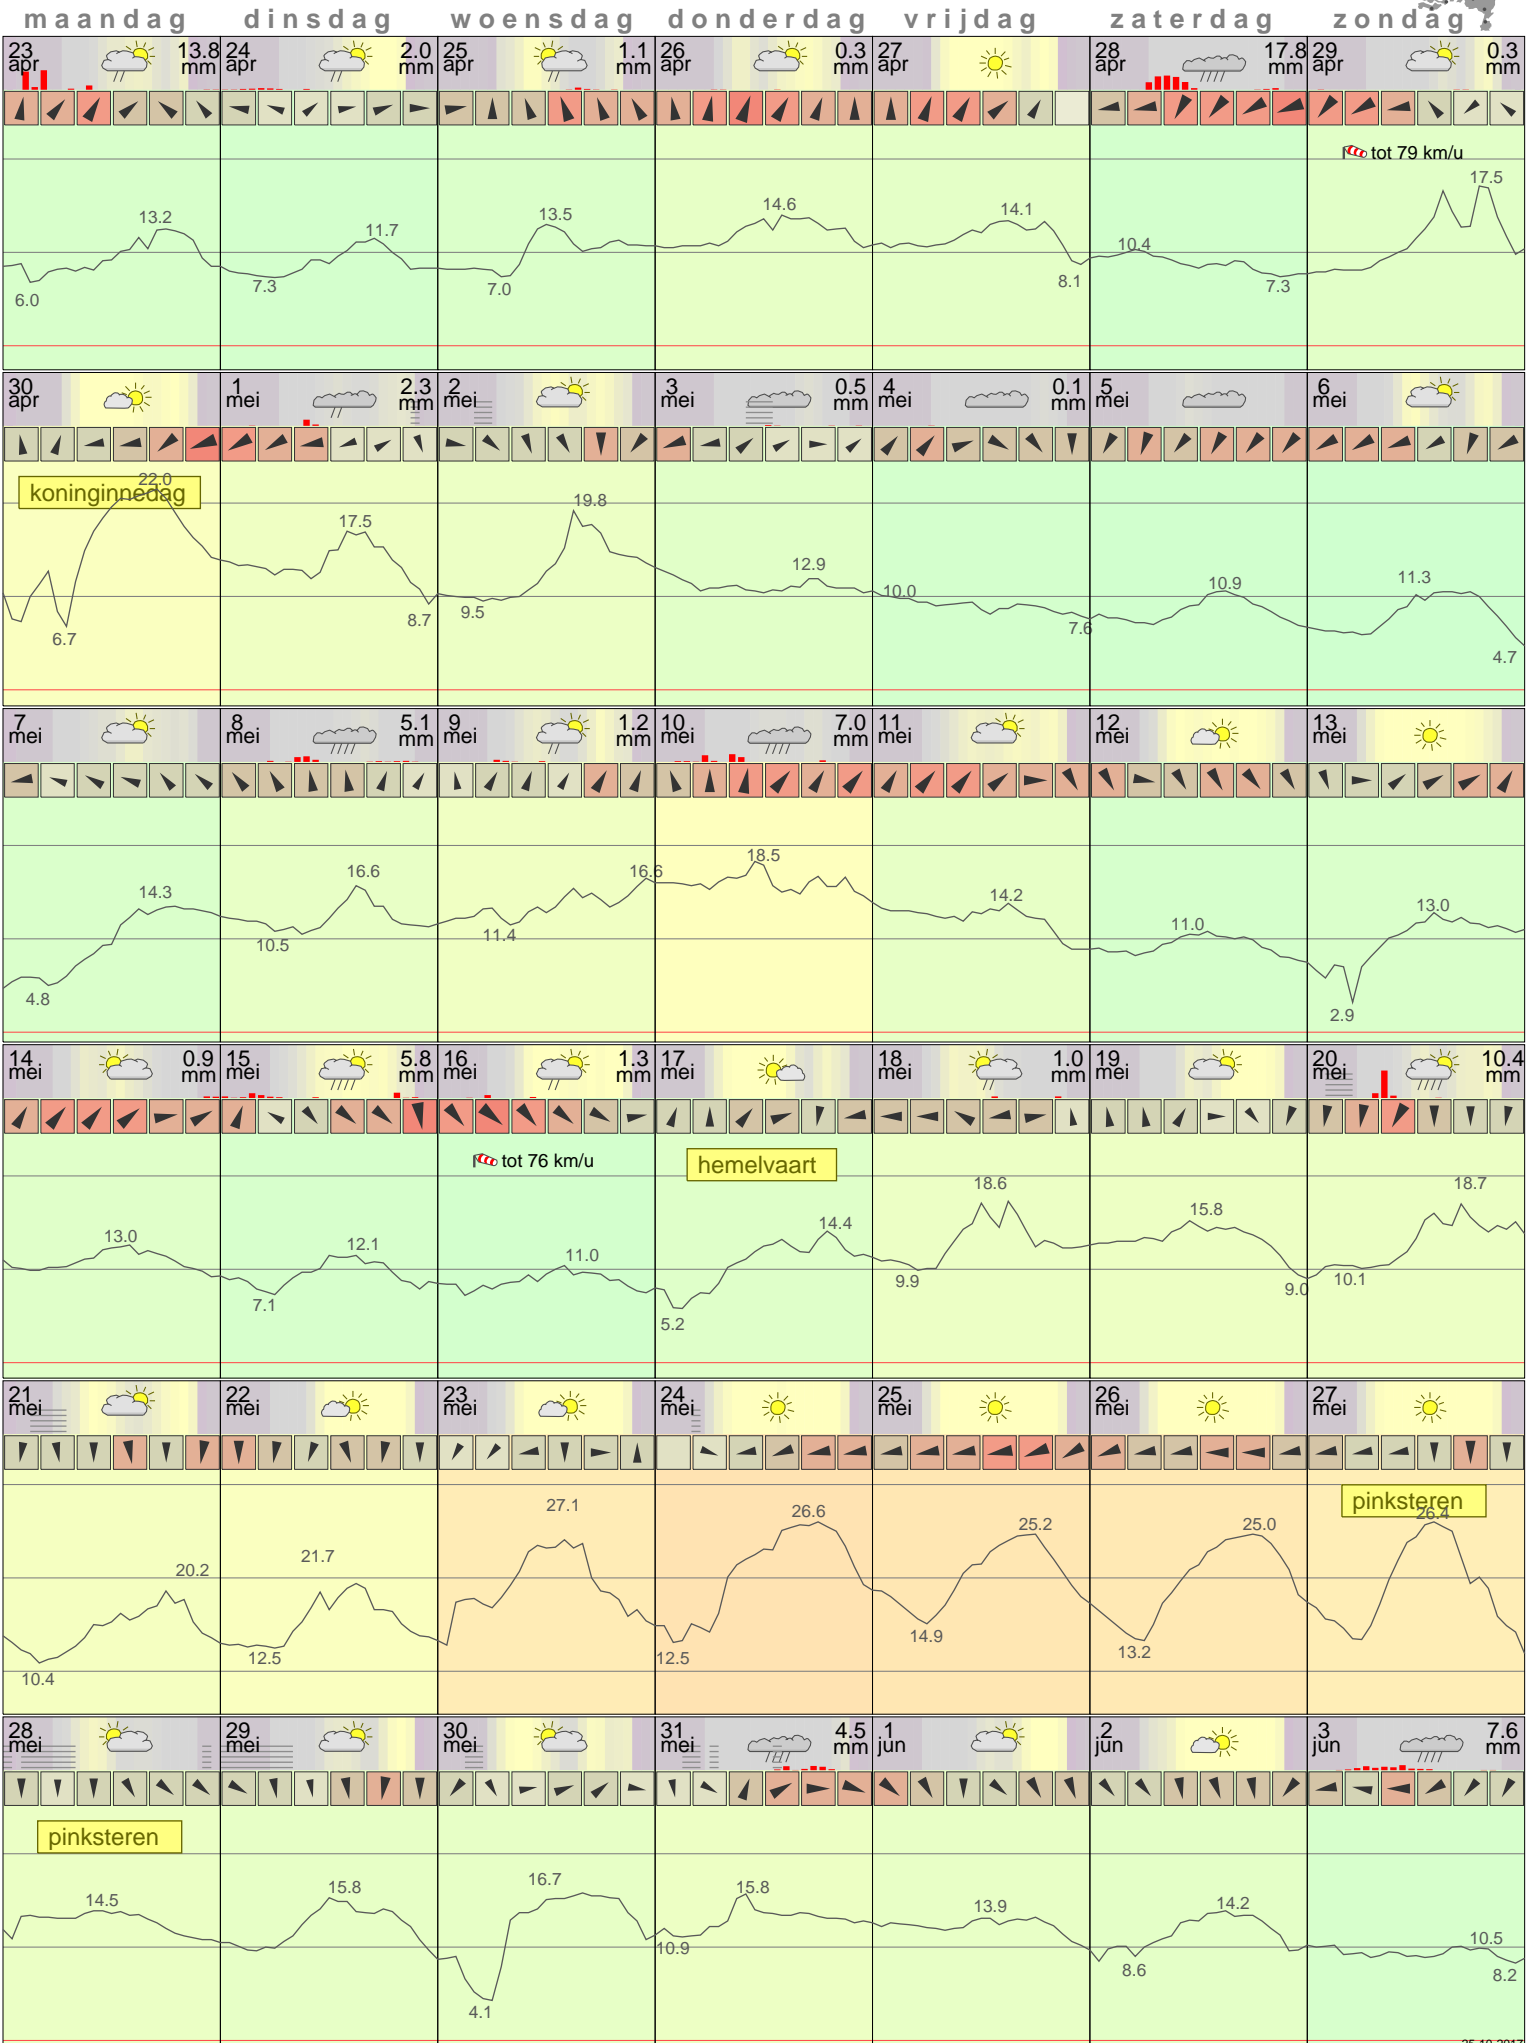 maandag dinsdag woensdag donderdag vrijdag zaterdag zondag
23 apr 13.8 mm 24 apr 2.0 mm 25 apr 1.1 mm 26 apr 0.3 mm 27 apr 28 apr 17.8 mm 29 apr 0.3 mm
tot 79 km/u
13.2 11.7 13.5 14.6 14.1 10.4 17.5
6.0 7.3 7.0 8.1 7.3
30 apr 1 mei 2.3 mm 2 mei 3 mei 0.5 mm 4 mei 0.1 mm 5 mei 6 mei
koninginnedag
22.0 17.5 19.8 12.9 10.0 10.9 11.3
6.7 8.7 9.5 7.6 4.7
7 mei 8 mei 5.1 mm 9 mei 1.2 mm 10 mei 7.0 mm 11 mei 12 mei 13 mei
14.3 16.6 16.6 18.5 14.2 11.0 13.0
4.8 10.5 11.4 2.9
14 mei 0.9 mm 15 mei 5.8 mm 16 mei 1.3 mm 17 mei 18 mei 1.0 mm 19 mei 20 mei 10.4 mm
tot 76 km/u hemelvaart
13.0 12.1 11.0 14.4 18.6 15.8 18.7
7.1 5.2 9.9 9.0 10.1
21 mei 22 mei 23 mei 24 mei 25 mei 26 mei 27 mei
pinksteren
20.2 21.7 27.1 26.6 25.2 25.0 26.4
10.4 12.5 12.5 14.9 13.2
28 mei 29 mei 30 mei 31 mei 4.5 mm 1 jun 2 jun 3 jun 7.6 mm
pinksteren
14.5 15.8 16.7 15.8 13.9 14.2 10.5
4.1 10.9 8.6 8.2